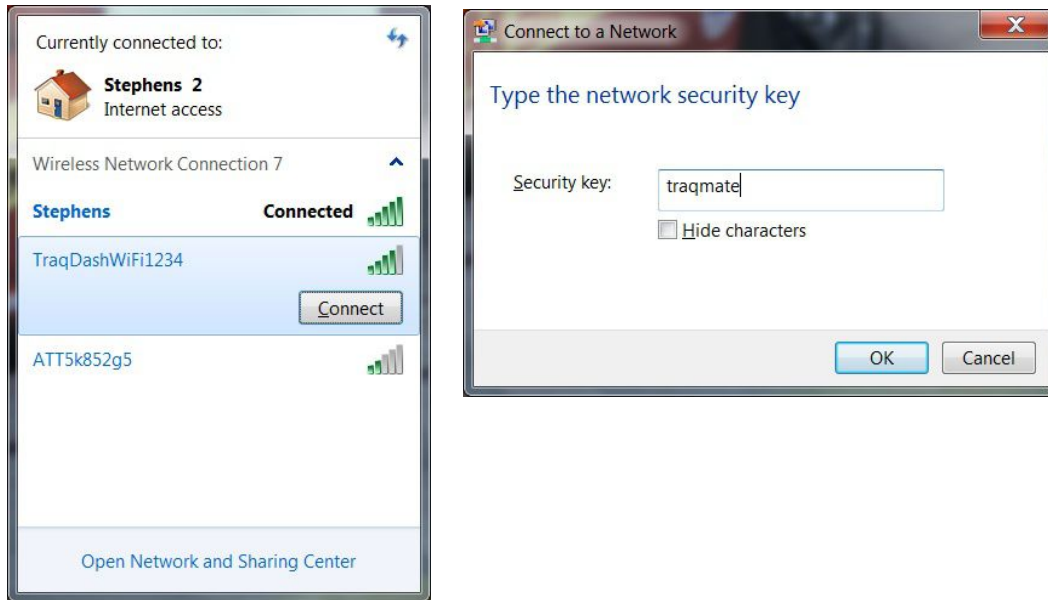 Currently connected to:
Stephens 2
Internet access
Wireless Network Connection 7
Stephens Connected
TraqDashWiFi1234
Connect
ATT5k852g5
Open Network and Sharing Center
Connect to a Network
Type the network security key
Security key: traqmate
Hide characters
OK Cancel